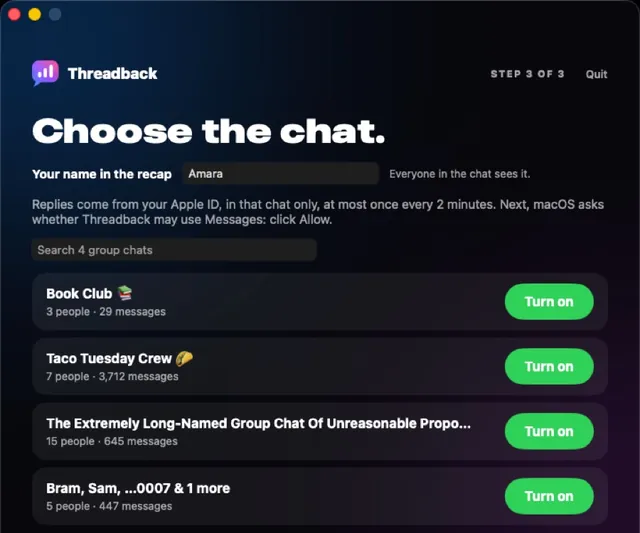 Threadback
STEP 3 OF 3
Quit
Choose the chat.
Your name in the recap
Amara
Everyone in the chat sees it.
Replies come from your Apple ID, in that chat only, at most once every 2 minutes. Next, macOS asks
whether Threadback may use Messages: click Allow.
Search 4 group chats
Book Club 📚
3 people · 29 messages
Turn on
Taco Tuesday Crew 🌮
7 people · 3,712 messages
Turn on
The Extremely Long-Named Group Chat Of Unreasonable Propo...
15 people · 645 messages
Turn on
Bram, Sam, ...0007 & 1 more
5 people · 447 messages
Turn on